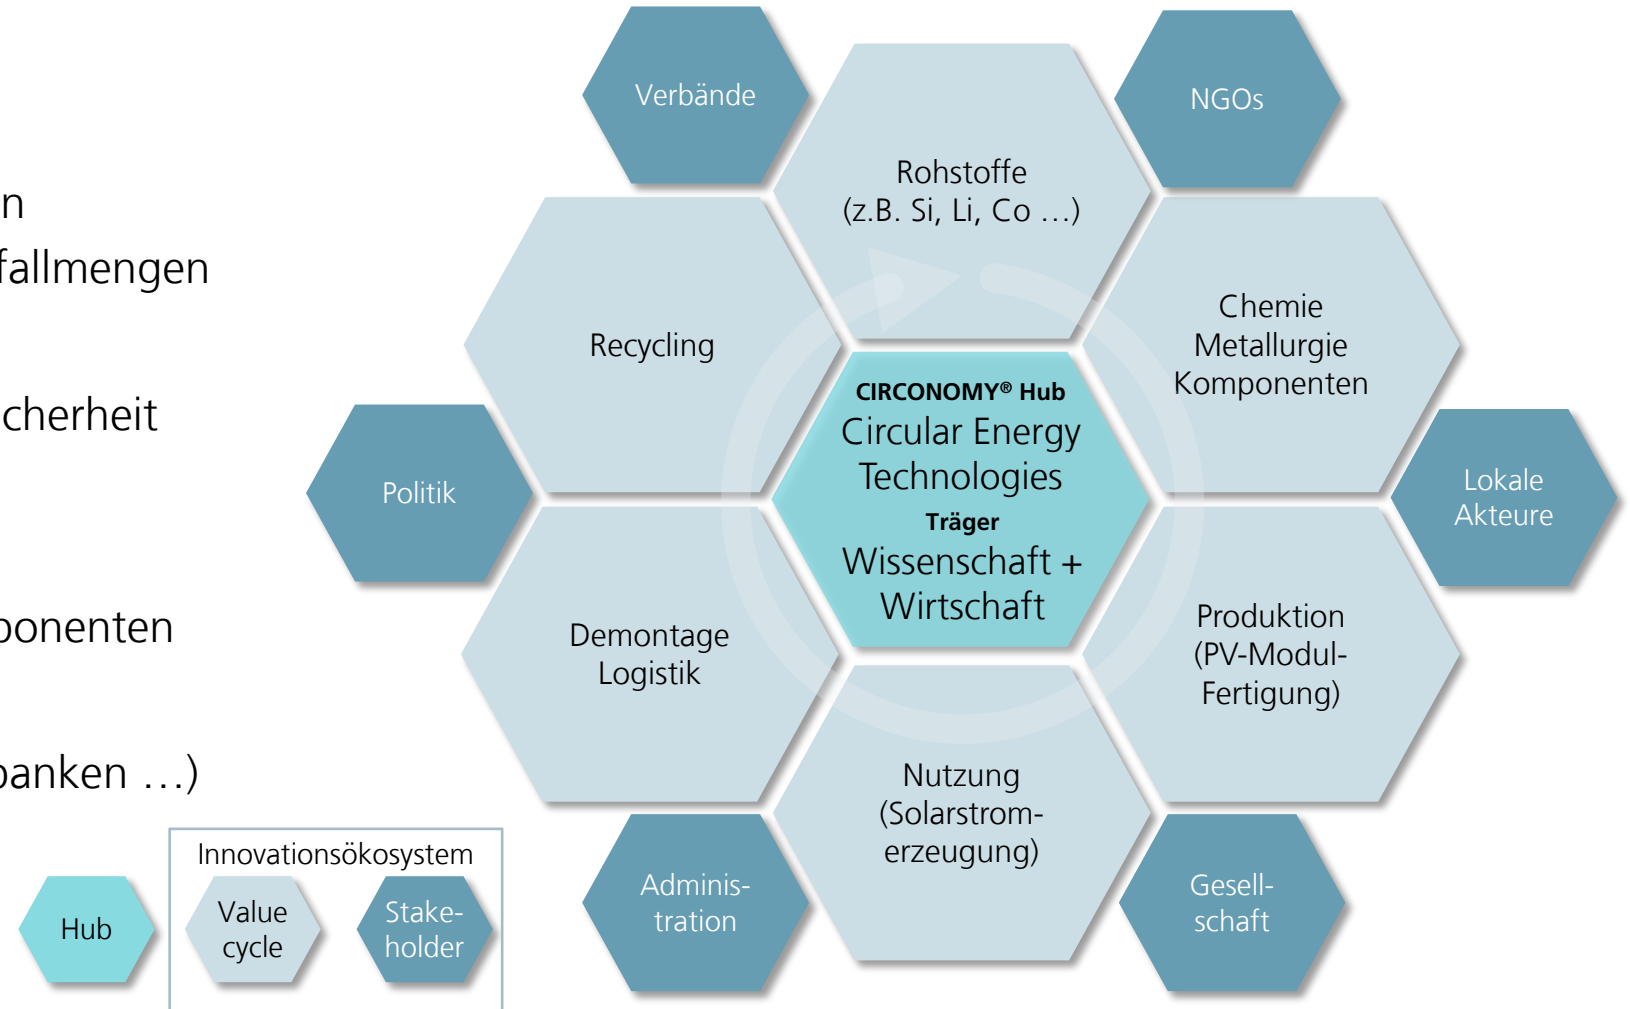 n
fallmengen
cherheit
ponenten
banken …)
Verbände
NGOs
Rohstoffe
(z.B. Si, Li, Co …)
Recycling
Chemie
Metallurgie
Komponenten
CIRCONOMY® Hub
Circular Energy
Technologies
Träger
Wissenschaft +
Wirtschaft
Politik
Lokale
Akteure
Demontage
Logistik
Produktion
(PV-Modul-
Fertigung)
Nutzung
(Solarstrom-
erzeugung)
Adminis-
tration
Gesell-
schaft
Innovationsökosystem
Hub
Value
cycle
Stake-
holder